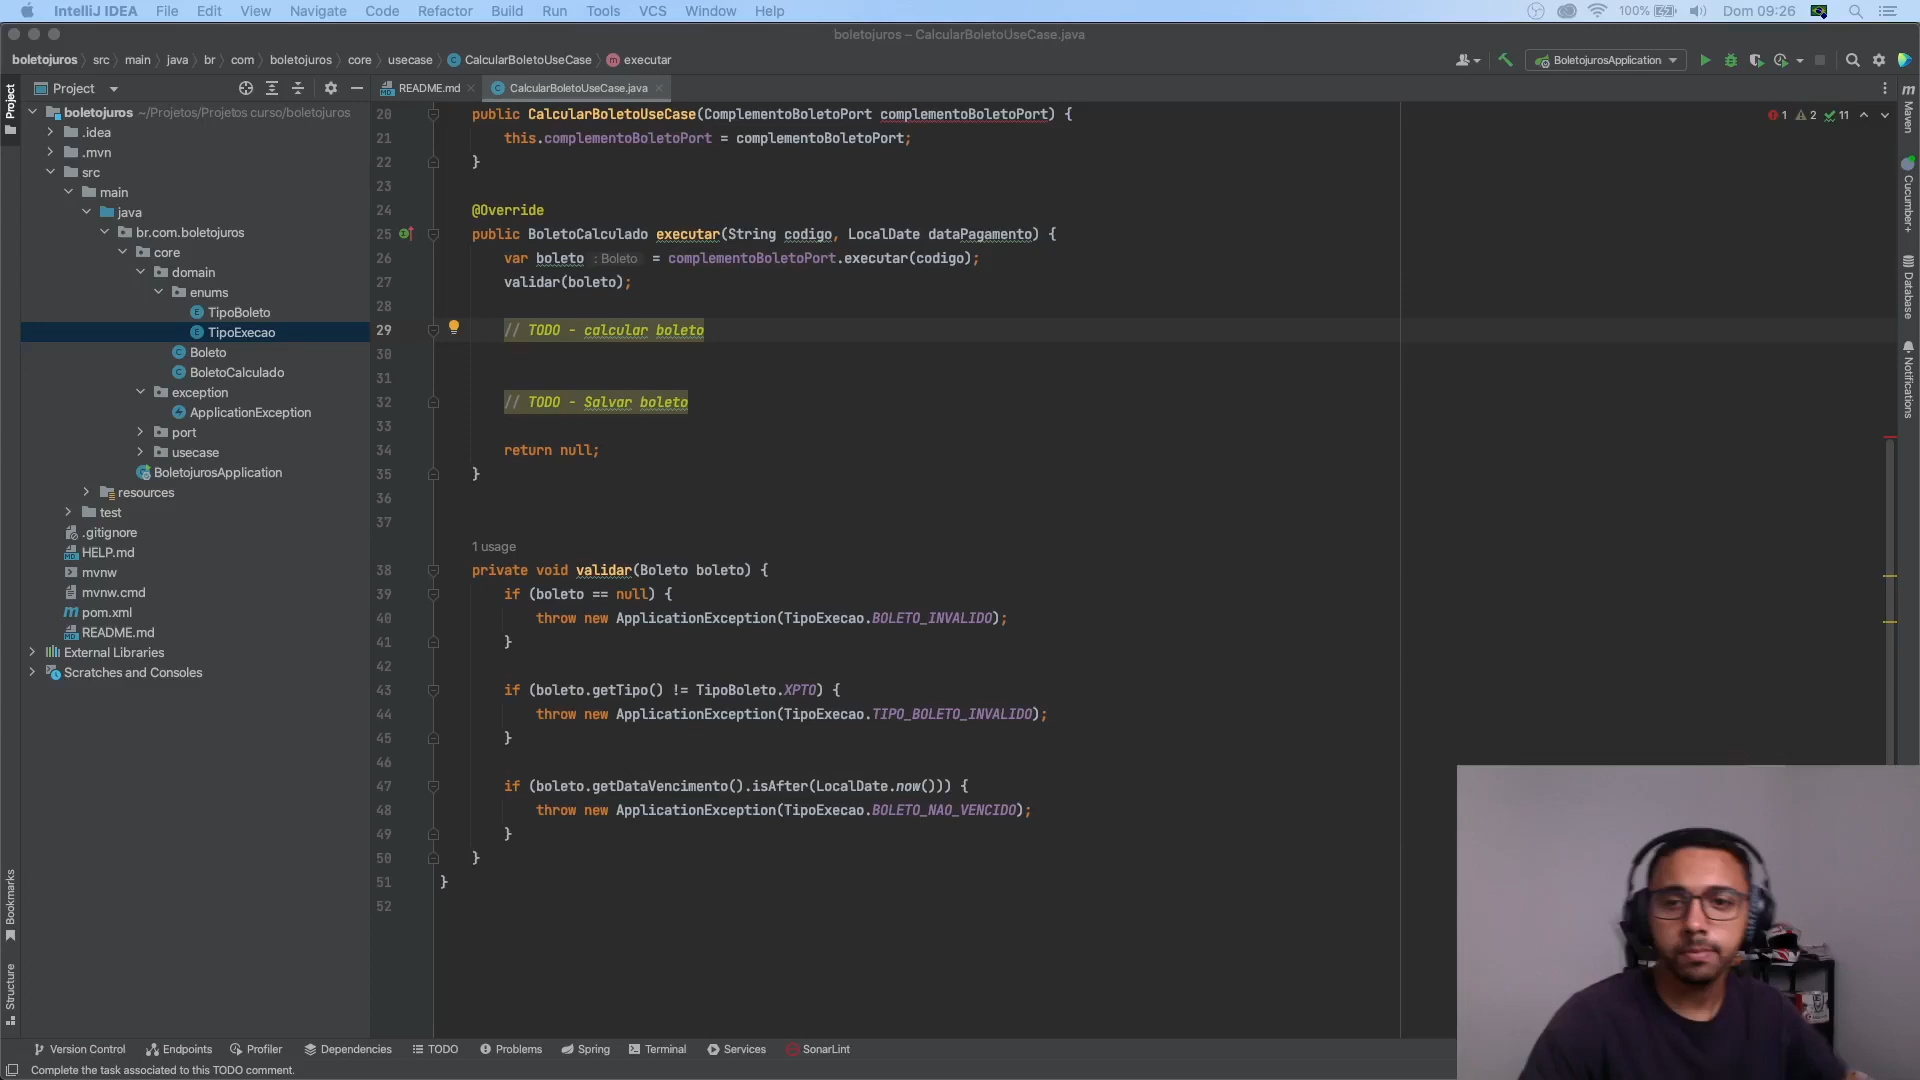 IntelliJ IDEA File Edit View Navigate Code Refactor Build Run Tools VCS Window Help 100% Dom 09:26
boletojuros – CalcularBoletoUseCase.java
boletojuros src main java br com boletojuros core usecase CalcularBoletoUseCase executar BoletojurosApplication
Project README.md CalcularBoletoUseCase.java
Project
boletojuros ~/Projetos/Projetos curso/boletojuros
.idea
.mvn
src
main
java
br.com.boletojuros
core
domain
enums
TipoBoleto
TipoExecao
Boleto
BoletoCalculado
exception
ApplicationException
port
usecase
BoletojurosApplication
resources
test
.gitignore
HELP.md
mvnw
mvnw.cmd
pom.xml
README.md
External Libraries
Scratches and Consoles
Bookmarks
Structure
1 2 11
20 public CalcularBoletoUseCase(ComplementoBoletoPort complementoBoletoPort) {
21 this.complementoBoletoPort = complementoBoletoPort;
22 }
23
24 @Override
25 public BoletoCalculado executar(String codigo, LocalDate dataPagamento) {
26 var boleto : Boleto = complementoBoletoPort.executar(codigo);
27 validar(boleto);
28
29 // TODO - calcular boleto
30
31
32 // TODO - Salvar boleto
33
34 return null;
35 }
36
37
1 usage
38 private void validar(Boleto boleto) {
39 if (boleto == null) {
40 throw new ApplicationException(TipoExecao.BOLETO_INVALIDO);
41 }
42
43 if (boleto.getTipo() != TipoBoleto.XPTO) {
44 throw new ApplicationException(TipoExecao.TIPO_BOLETO_INVALIDO);
45 }
46
47 if (boleto.getDataVencimento().isAfter(LocalDate.now())) {
48 throw new ApplicationException(TipoExecao.BOLETO_NAO_VENCIDO);
49 }
50 }
51 }
52
m Maven
Cucumber+
Database
Notifications
Version Control Endpoints Profiler Dependencies TODO Problems Spring Terminal Services SonarLint
Complete the task associated to this TODO comment.